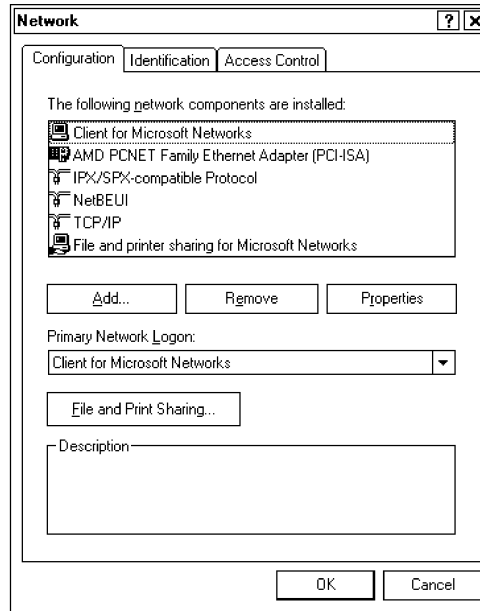 Network
Configuration Identification Access Control
The following network components are installed:
Client for Microsoft Networks
AMD PCNET Family Ethernet Adapter (PCI-ISA)
IPX/SPX-compatible Protocol
NetBEUI
TCP/IP
File and printer sharing for Microsoft Networks
Add... Remove Properties
Primary Network Logon:
Client for Microsoft Networks
File and Print Sharing...
Description
OK Cancel